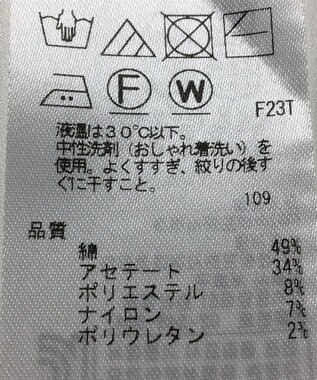 F W F23T
液温は30℃以下。
中性洗剤（おしゃれ着洗い）を
使用。よくすすぎ、絞りの後す
ぐに干すこと。
109
品質
綿 49%
アセテート 34%
ポリエステル 8%
ナイロン 7%
ポリウレタン 2%